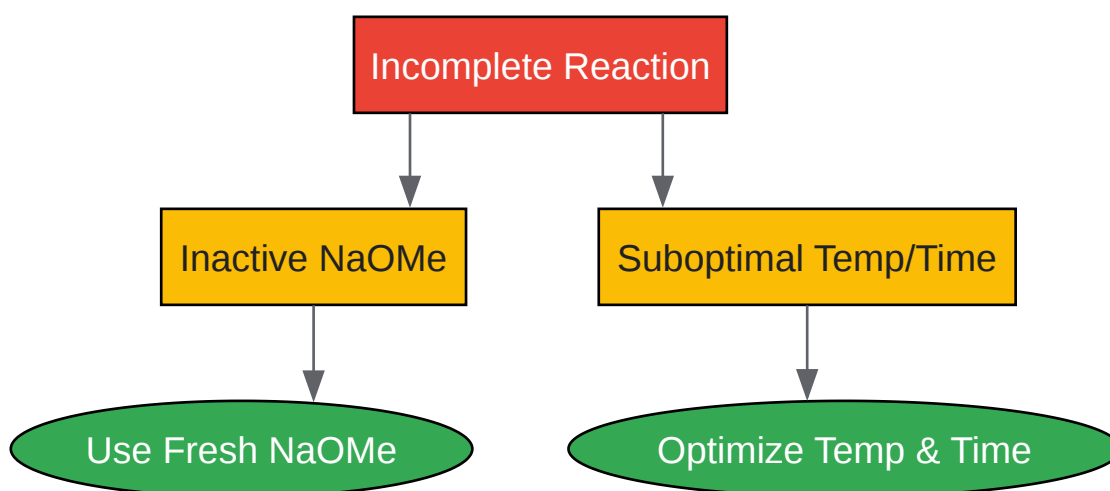 Incomplete Reaction
Inactive NaOMe
Suboptimal Temp/Time
Use Fresh NaOMe
Optimize Temp & Time